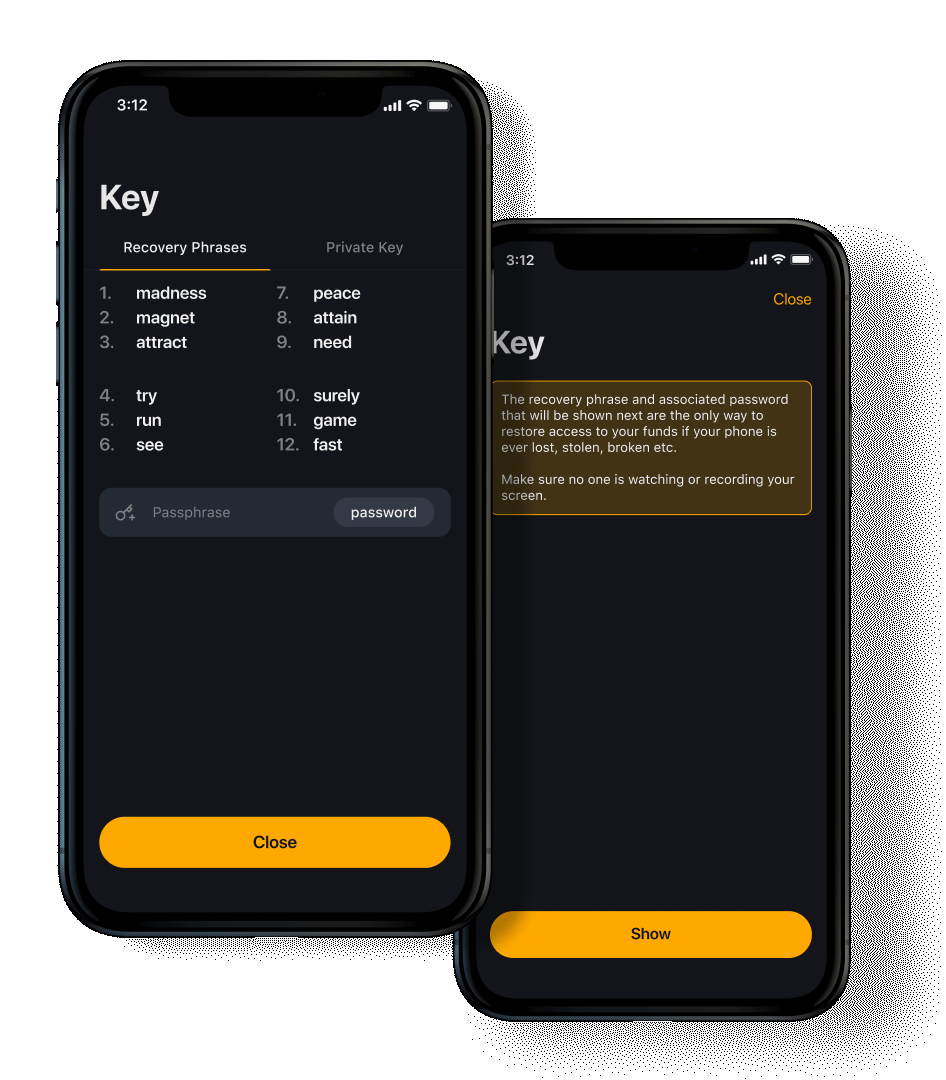 3:12
Key
Recovery Phrases Private Key
1. madness 7. peace
2. magnet 8. attain
3. attract 9. need
4. try 10. surely
5. run 11. game
6. see 12. fast
Passphrase password
Close
3:12
Close
Key
The recovery phrase and associated password
that will be shown next are the only way to
restore access to your funds if your phone is
ever lost, stolen, broken etc.
Make sure no one is watching or recording your
screen.
Show